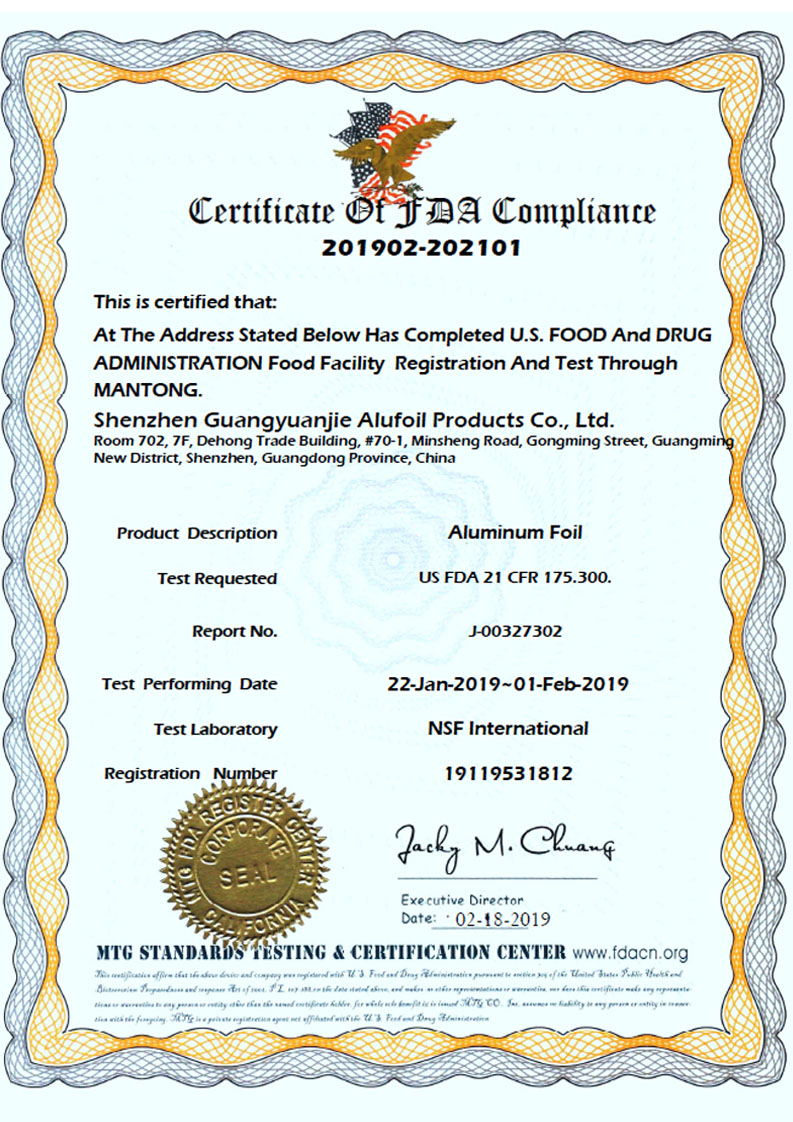 Certificate Of FDA Compliance
201902-202101
This is certified that:
At The Address Stated Below Has Completed U.S. FOOD And DRUG
ADMINISTRATION Food Facility Registration And Test Through
MANTONG.
Shenzhen Guangyuanjie Alufoil Products Co., Ltd.
Room 702, 7F, Dehong Trade Building, #70-1, Minsheng Road, Gongming Street, Guangming
New District, Shenzhen, Guangdong Province, China
Product Description Aluminum Foil
Test Requested US FDA 21 CFR 175.300.
Report No. J-00327302
Test Performing Date 22-Jan-2019~01-Feb-2019
Test Laboratory NSF International
Registration Number 19119531812
MTG FDA REGISTER CENTER
CORPORATE
SEAL
CALIFORNIA
Jacky M. Chuang
Executive Director
Date: 02-18-2019
MTG STANDARDS TESTING & CERTIFICATION CENTER www.fdacn.org
This certification affirm that the above device and company was registered with U.S. Food and Drug Administration pursuant to section 305 of the United States Public Health and
Bioterrorism Preparedness and response Act of 2002, P.L. 107-188, on the date stated above, and makes no other representations or warranties, nor does this certificate make any representa-
tions or warranties to any person or entity other than the named certificate holder, for whole sole benefit it is issued MTG CO., Inc. assumes no liability to any person or entity in connec-
tion with the foregoing. MTG is a private registration agent not affiliated with the U.S. Food and Drug Administration